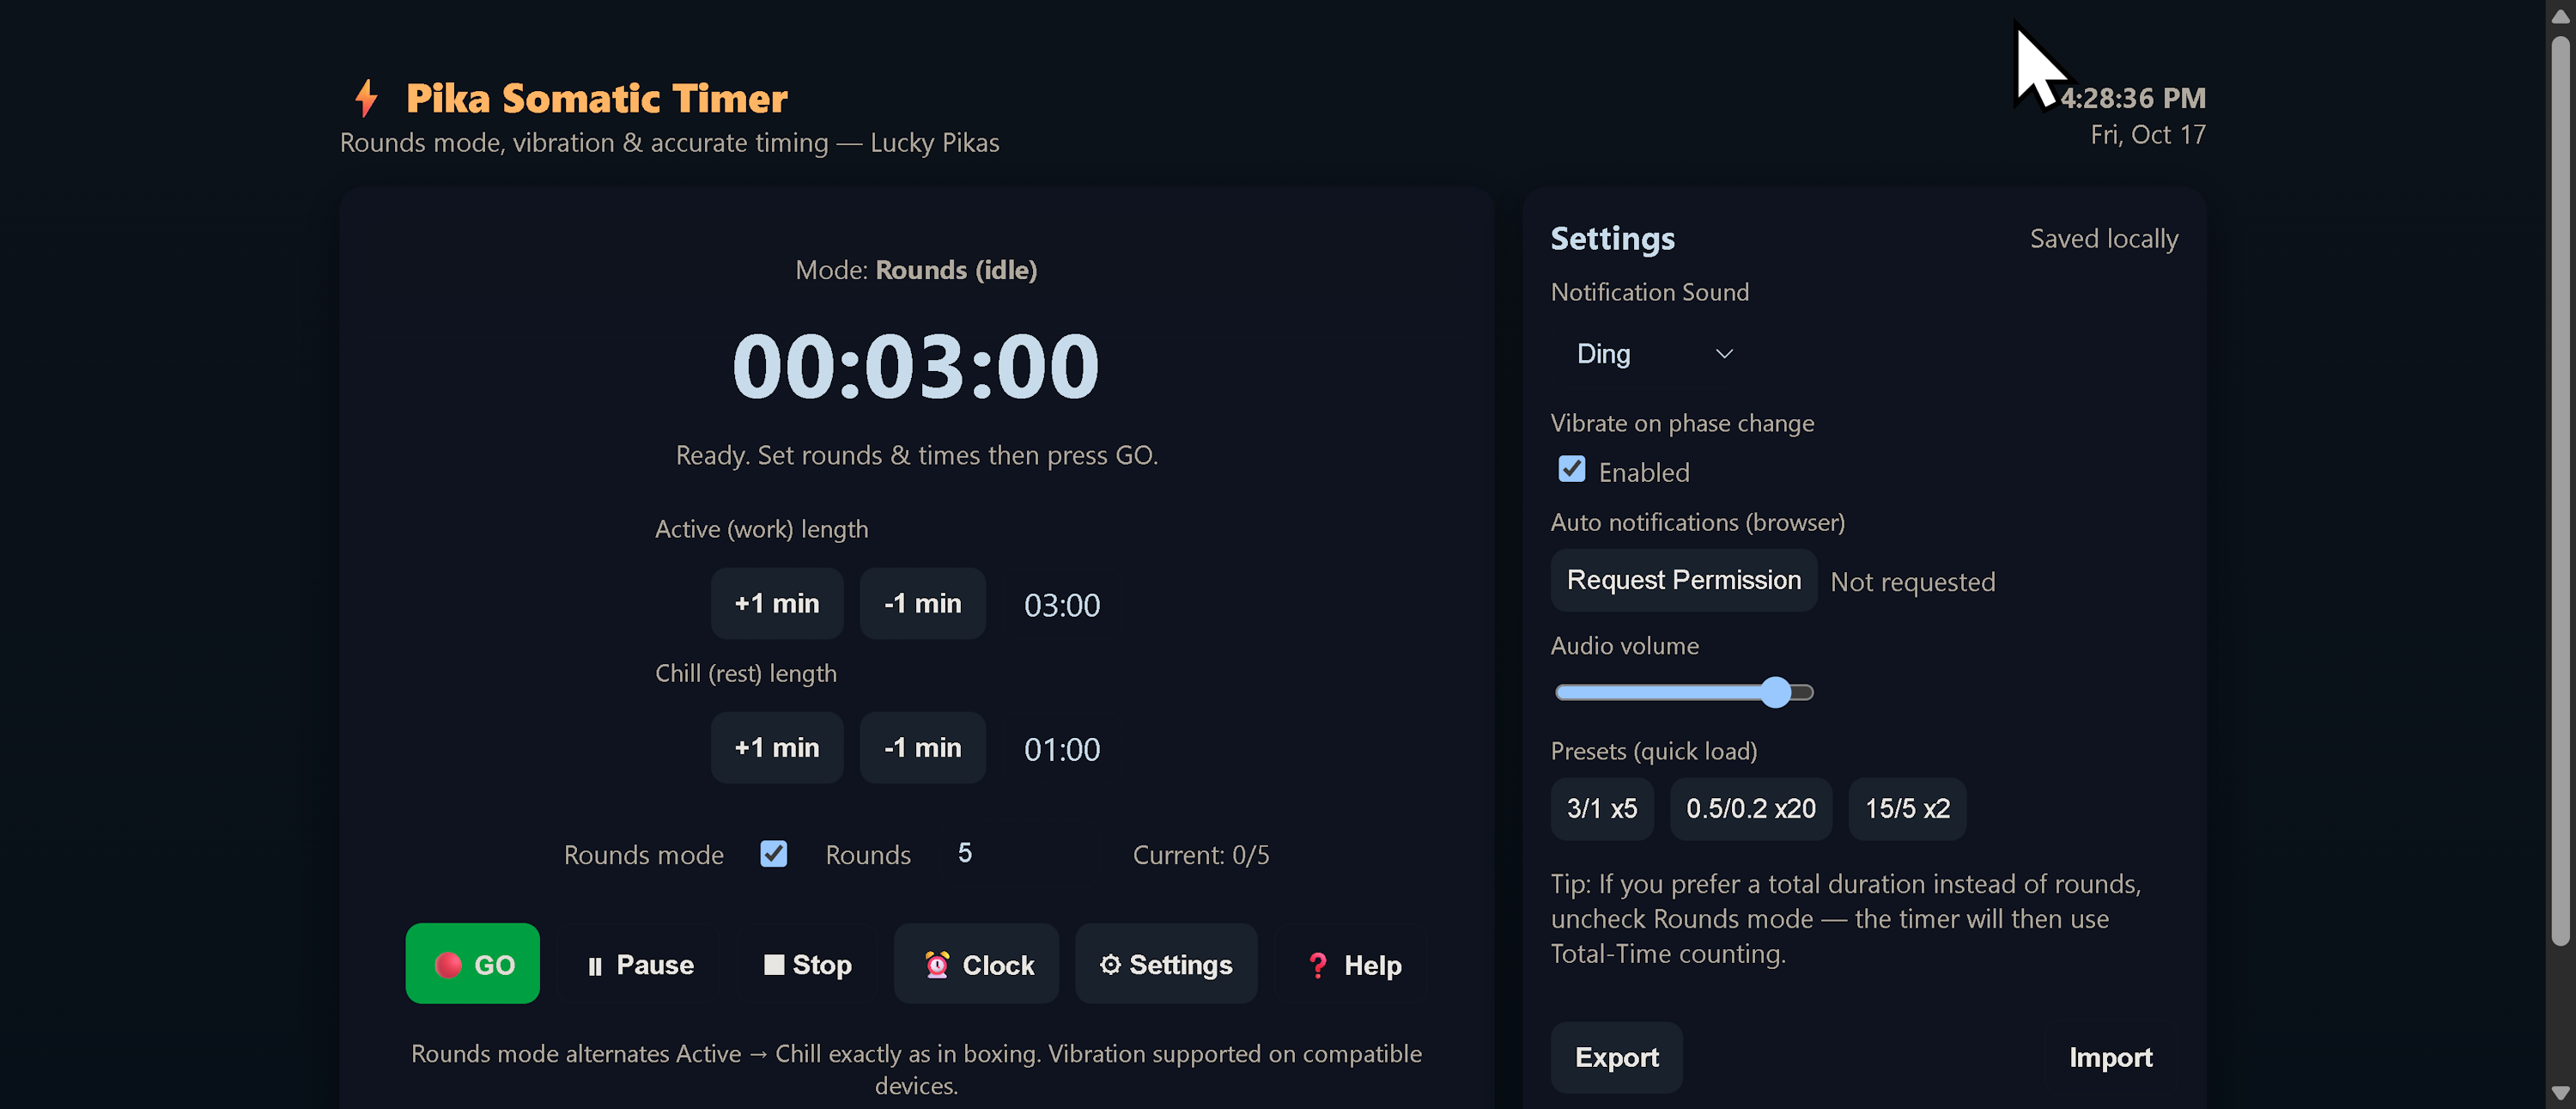 Pika Somatic Timer
Rounds mode, vibration & accurate timing — Lucky Pikas
4:28:36 PM
Fri, Oct 17
Mode: Rounds (idle)
00:03:00
Ready. Set rounds & times then press GO.
Active (work) length
+1 min -1 min 03:00
Chill (rest) length
+1 min -1 min 01:00
Rounds mode Rounds 5 Current: 0/5
GO Pause Stop Clock Settings Help
Rounds mode alternates Active → Chill exactly as in boxing. Vibration supported on compatible
devices.
Settings Saved locally
Notification Sound
Ding
Vibrate on phase change
Enabled
Auto notifications (browser)
Request Permission Not requested
Audio volume
Presets (quick load)
3/1 x5 0.5/0.2 x20 15/5 x2
Tip: If you prefer a total duration instead of rounds,
uncheck Rounds mode — the timer will then use
Total-Time counting.
Export Import